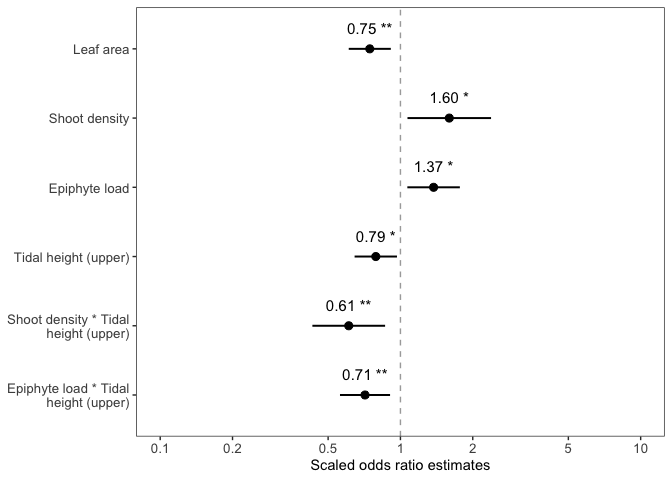 0.75 **
Leaf area
1.60 *
Shoot density
1.37 *
Epiphyte load
0.79 *
Tidal height (upper)
0.61 **
Shoot density * Tidal
height (upper)
0.71 **
Epiphyte load * Tidal
height (upper)
0.1 0.2 0.5 1 2 5 10
Scaled odds ratio estimates